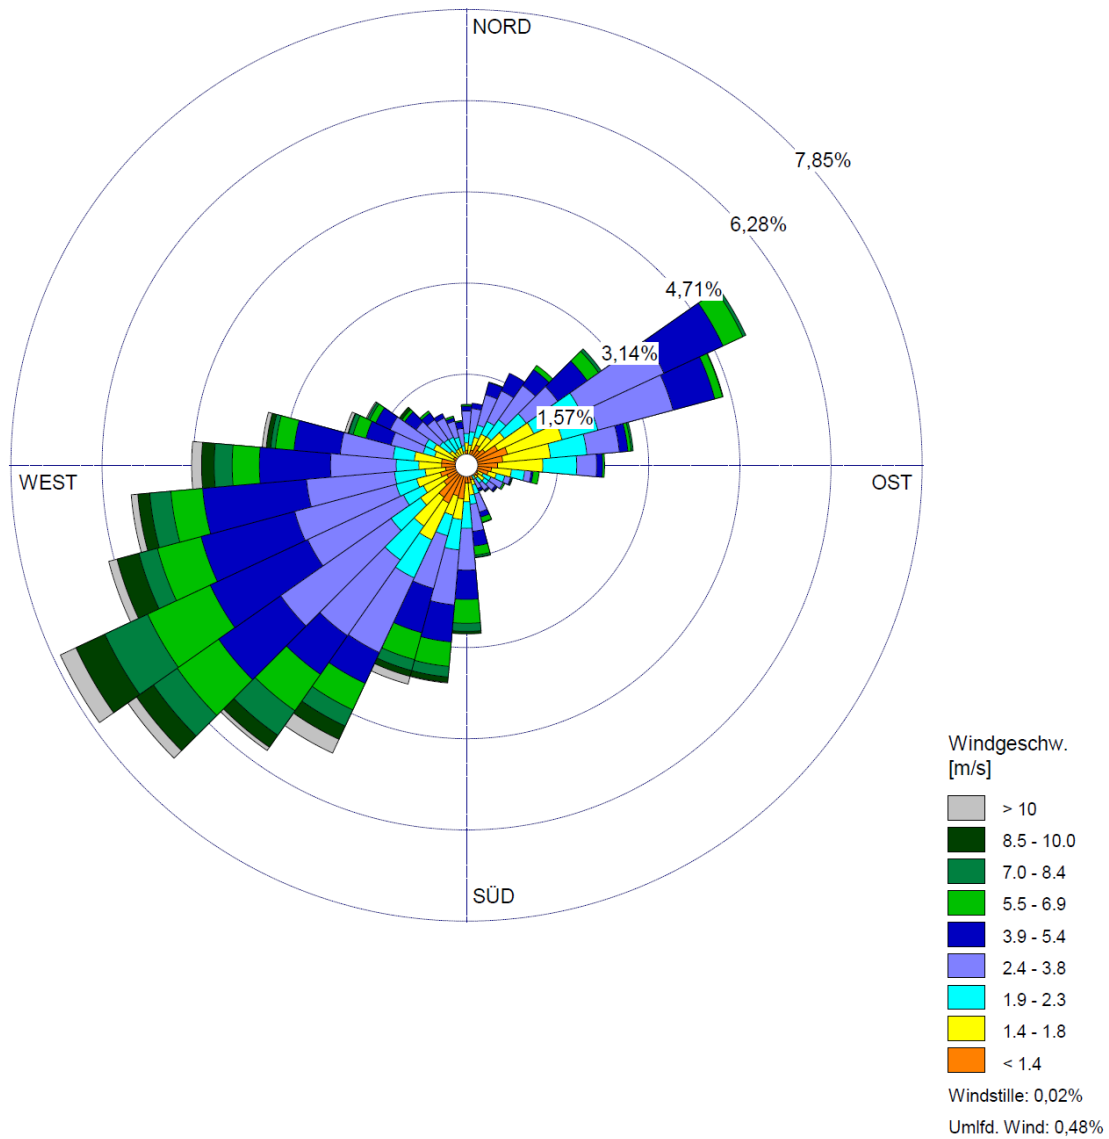 NORD
7,85%
6,28%
4,71%
3,14%
1,57%
WEST
OST
SÜD
Windgeschw.
[m/s]
> 10
8.5 - 10.0
7.0 - 8.4
5.5 - 6.9
3.9 - 5.4
2.4 - 3.8
1.9 - 2.3
1.4 - 1.8
< 1.4
Windstille: 0,02%
Umlfd. Wind: 0,48%